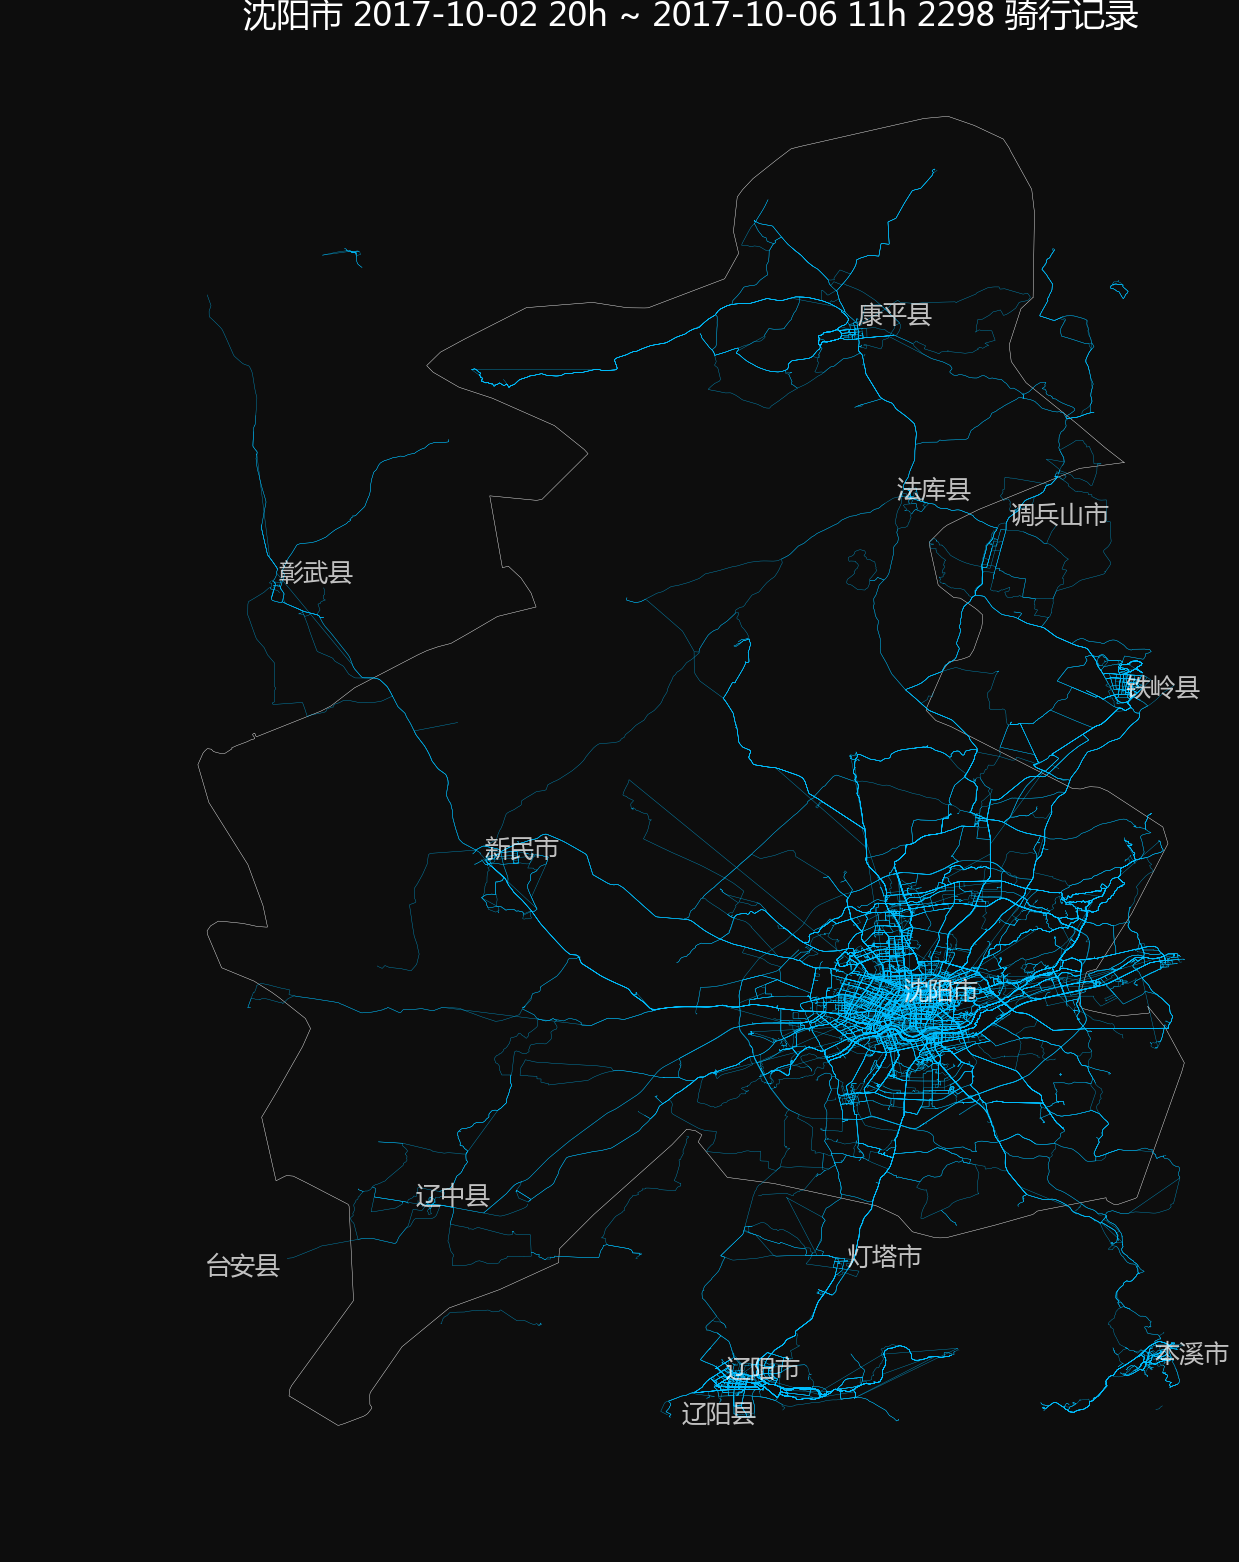 沈阳市 2017-10-02 20h ~ 2017-10-06 11h 2298 骑行记录
康平县
法库县
调兵山市
彰武县
铁岭县
新民市
沈阳市
辽中县
灯塔市
台安县
本溪市
辽阳市
辽阳县